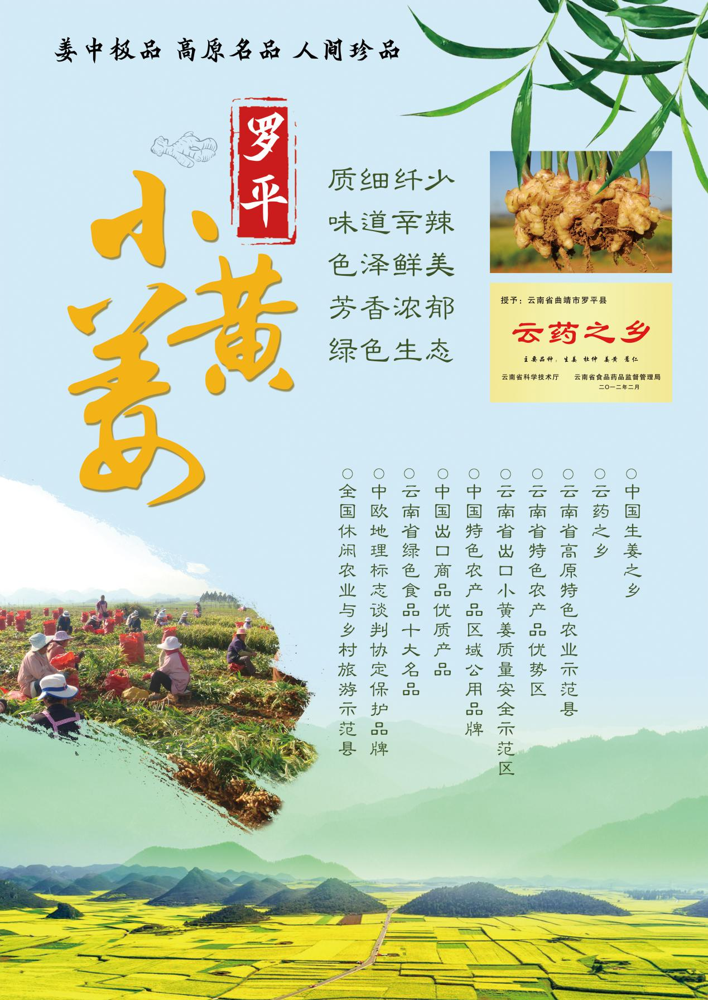 姜中极品 高原名品 人间珍品
罗平
小黄姜
质细纤少
味道辛辣
色泽鲜美
芳香浓郁
绿色生态
授予：云南省曲靖市罗平县
云药之乡
主要品种：生姜 杜仲 姜黄 薏仁
云南省科学技术厅 云南省食品药品监督管理局
二〇一二年二月
○中国生姜之乡
○云药之乡
○云南省高原特色农业示范县
○云南省特色农产品优势区
○云南省出口小黄姜质量安全示范区
○中国特色农产品区域公用品牌
○中国出口商品优质产品
○云南省绿色食品十大名品
○中欧地理标志谈判协定保护品牌
○全国休闲农业与乡村旅游示范县